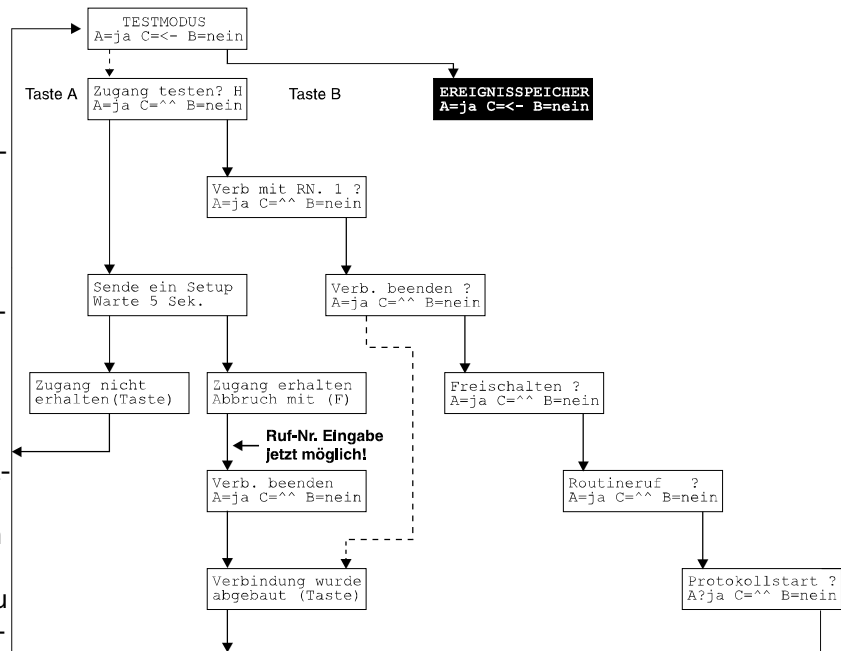 TESTMODUS
A=ja C=<- B=nein
Taste A
Zugang testen? H
A=ja C=^^ B=nein
Taste B
EREIGNISSPEICHER
A=ja C=<- B=nein
Verb mit RN. 1 ?
A=ja C=^^ B=nein
Sende ein Setup
Warte 5 Sek.
Verb. beenden ?
A=ja C=^^ B=nein
Zugang nicht
erhalten(Taste)
Zugang erhalten
Abbruch mit (F)
Freischalten ?
A=ja C=^^ B=nein
Ruf-Nr. Eingabe
jetzt möglich!
Verb. beenden
A=ja C=^^ B=nein
Routineruf ?
A=ja C=^^ B=nein
Verbindung wurde
abgebaut (Taste)
Protokollstart ?
A?ja C=^^ B=nein